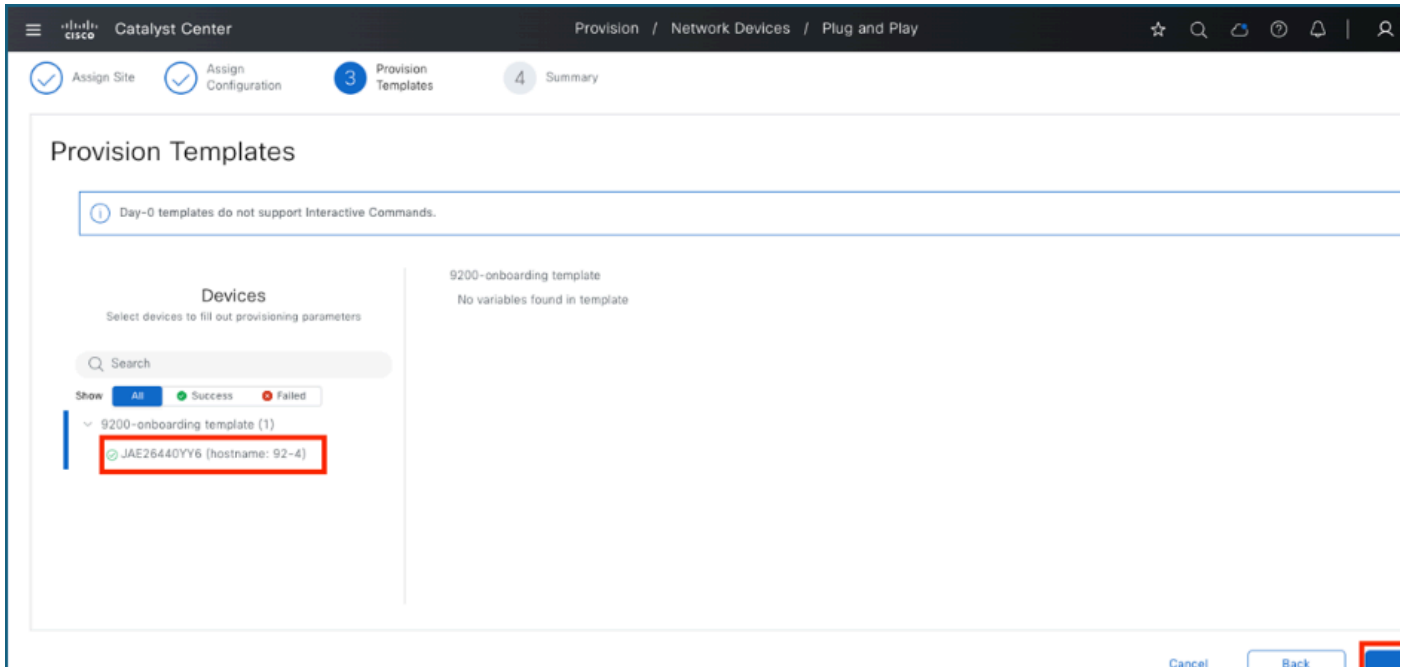 cisco Catalyst Center Provision / Network Devices / Plug and Play
Assign Site
Assign
Configuration
3 Provision
Templates
4 Summary
Provision Templates
Day-0 templates do not support Interactive Commands.
Devices
Select devices to fill out provisioning parameters
Search
Show All Success Failed
9200-onboarding template (1)
JAE26440YY6 (hostname: 92-4)
9200-onboarding template
No variables found in template
Cancel Back